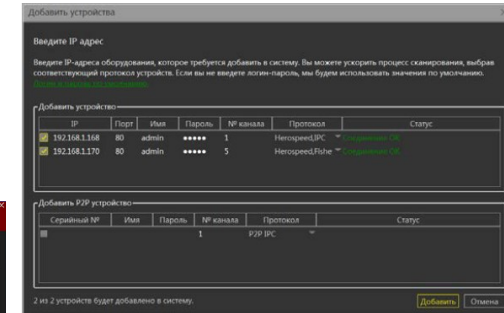 Добавить устройства
Введите IP адрес
Введите IP-адреса оборудования, которое требуется добавить в систему. Вы можете ускорить процесс сканирования, выбрав
соответствующий протокол устройств. Если вы не введете логин-пароль, мы будем использовать значения по умолчанию.
Добавить устройство
IP Порт Имя Пароль № канала Протокол Статус
192.168.1.168 80 admin ••••• 1 Herospeed,IPC Соединение OK
192.168.1.170 80 admin ••••• 5 Herospeed,Fishe Соединение OK
Добавить P2P устройство
Серийный № Имя Пароль № канала Протокол Статус
1 P2P IPC
2 из 2 устройств будет добавлено в систему.
Добавить Отмена